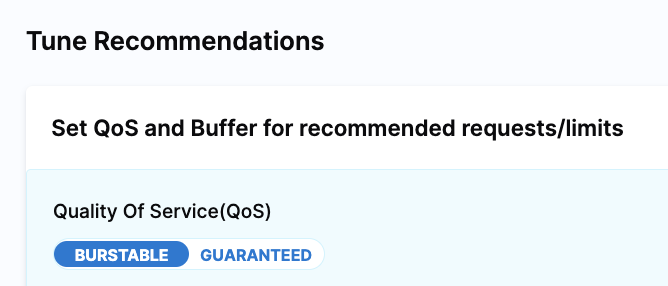 Tune Recommendations
Set QoS and Buffer for recommended requests/limits
Quality Of Service(QoS)
BURSTABLE GUARANTEED